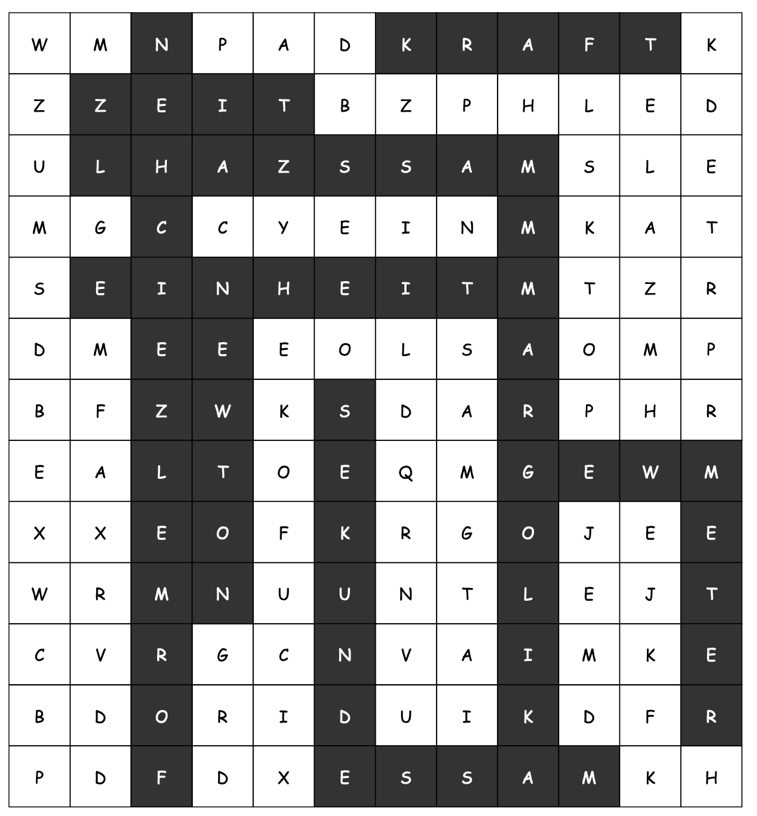 W M N P A D K R A F T K
Z Z E I T B Z P H L E D
U L H A Z S S A M S L E
M G C C Y E I N M K A T
S E I N H E I T M T Z R
D M E E E O L S A O M P
B F Z W K S D A R P H R
E A L T O E Q M G E W M
X X E O F K R G O J E E
W R M N U U N T L E J T
C V R G C N V A I M K E
B D O R I D U I K D F R
P D F D X E S S A M K H